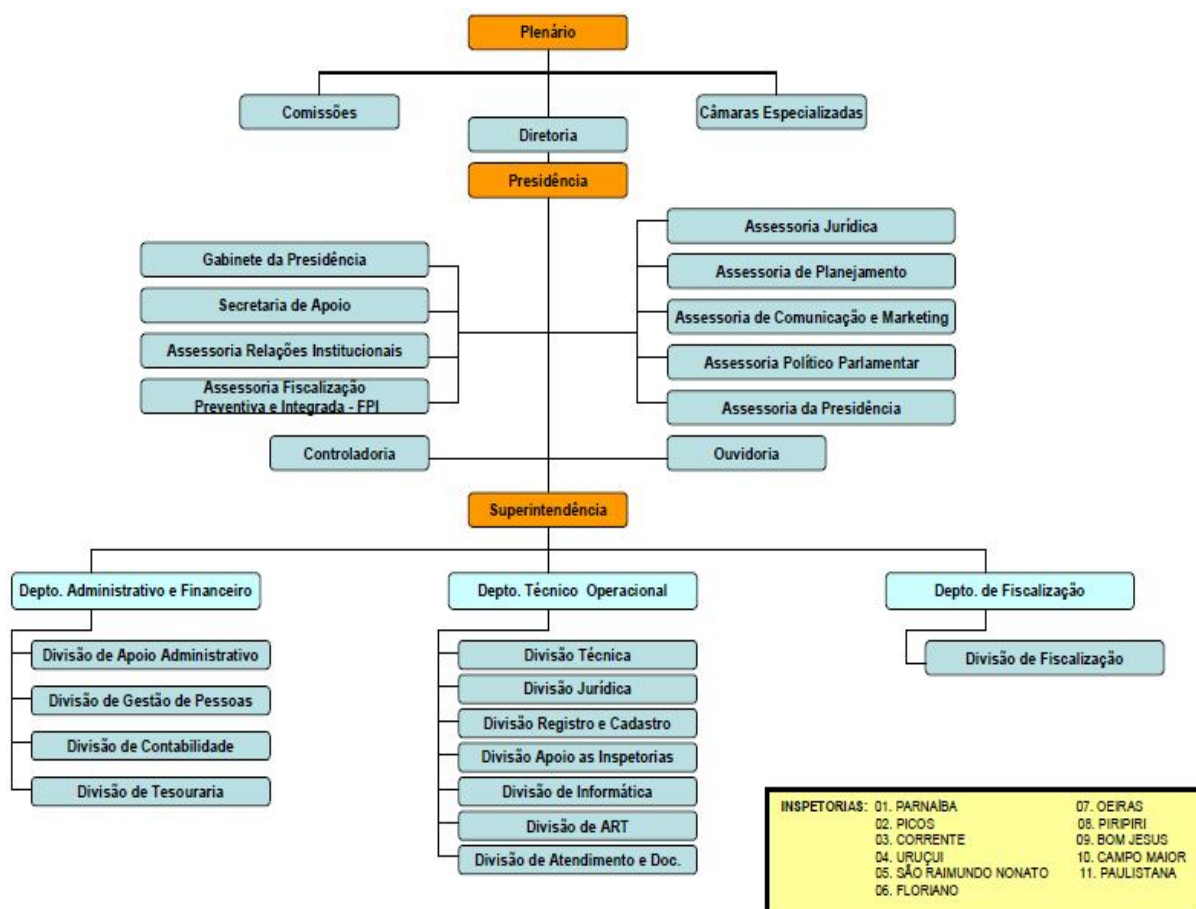 Plenário
Comissões
Câmaras Especializadas
Diretoria
Presidência
Assessoria Jurídica
Gabinete da Presidência
Assessoria de Planejamento
Secretaria de Apoio
Assessoria de Comunicação e Marketing
Assessoria Relações Institucionais
Assessoria Político Parlamentar
Assessoria Fiscalização
Preventiva e Integrada - FPI
Assessoria da Presidência
Controladoria
Ouvidoria
Superintendência
Depto. Administrativo e Financeiro
Depto. Técnico Operacional
Depto. de Fiscalização
Divisão de Apoio Administrativo
Divisão de Gestão de Pessoas
Divisão de Contabilidade
Divisão de Tesouraria
Divisão Técnica
Divisão Jurídica
Divisão Registro e Cadastro
Divisão Apoio as Inspetorias
Divisão de Informática
Divisão de ART
Divisão de Atendimento e Doc.
Divisão de Fiscalização
INSPETORIAS: 01. PARNAÍBA
02. PICOS
03. CORRENTE
04. URUÇUI
05. SÃO RAIMUNDO NONATO
06. FLORIANO
07. OEIRAS
08. PIRIPIRI
09. BOM JESUS
10. CAMPO MAIOR
11. PAULISTANA